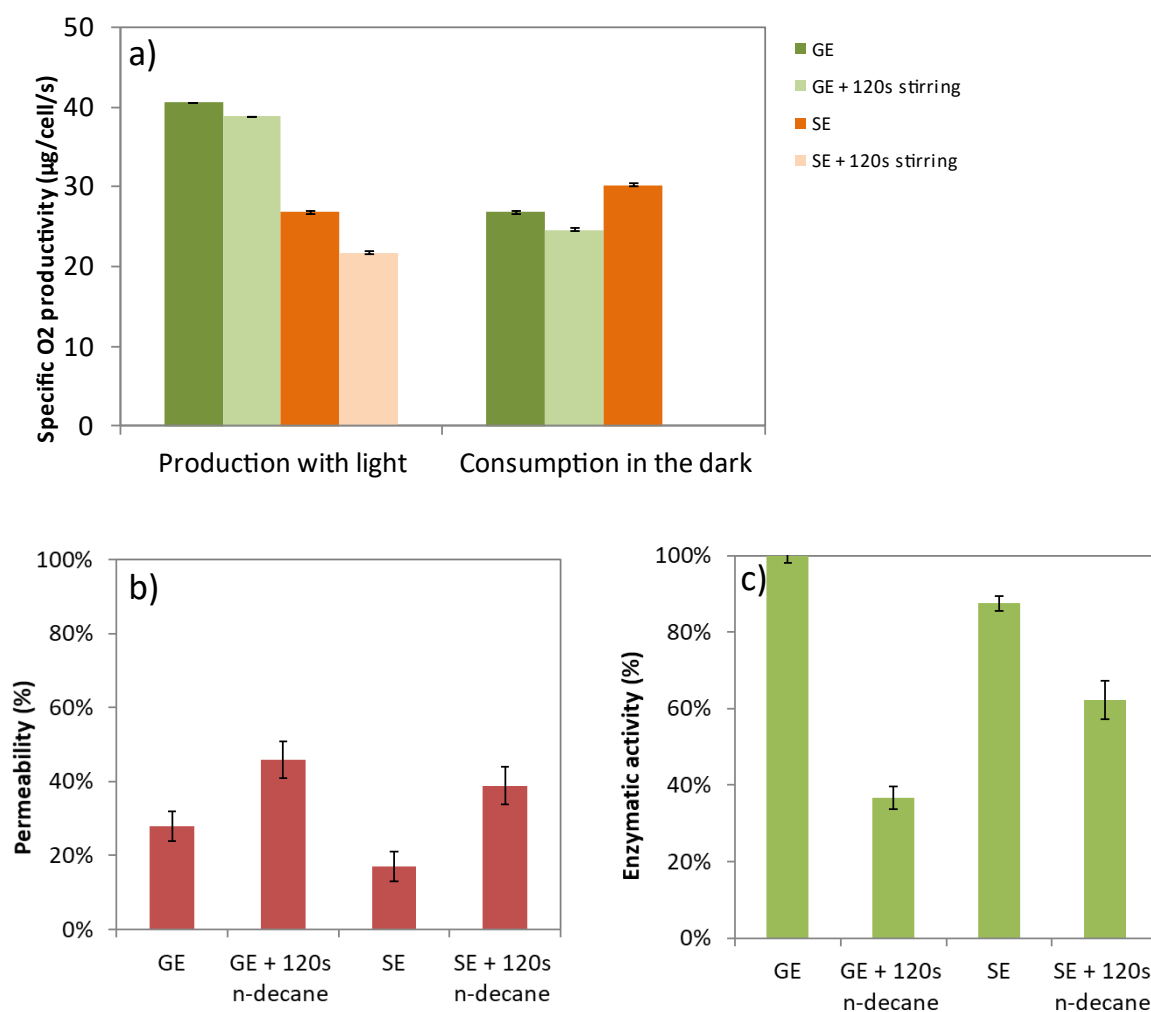 a)
Specific O2 productivity (µg/cell/s)
50
40
30
20
10
0
Production with light
Consumption in the dark
GE
GE + 120s stirring
SE
SE + 120s stirring
b)
Permeability (%)
100%
80%
60%
40%
20%
0%
GE
GE + 120s
n-decane
SE
SE + 120s
n-decane
c)
Enzymatic activity (%)
100%
80%
60%
40%
20%
0%
GE
GE + 120s
n-decane
SE
SE + 120s
n-decane